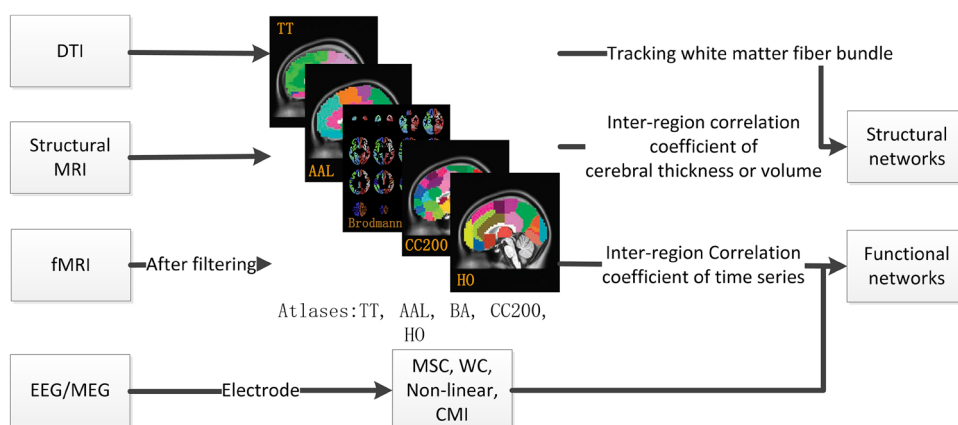 DTI
TT
Tracking white matter fiber bundle
Structural
MRI
AAL
Inter-region correlation
coefficient of
cerebral thickness or volume
Structural
networks
Brodmann
CC200
fMRI
After filtering
HO
Inter-region Correlation
coefficient of time series
Functional
networks
Atlases:TT, AAL, BA, CC200,
HO
EEG/MEG
Electrode
MSC, WC,
Non-linear,
CMI